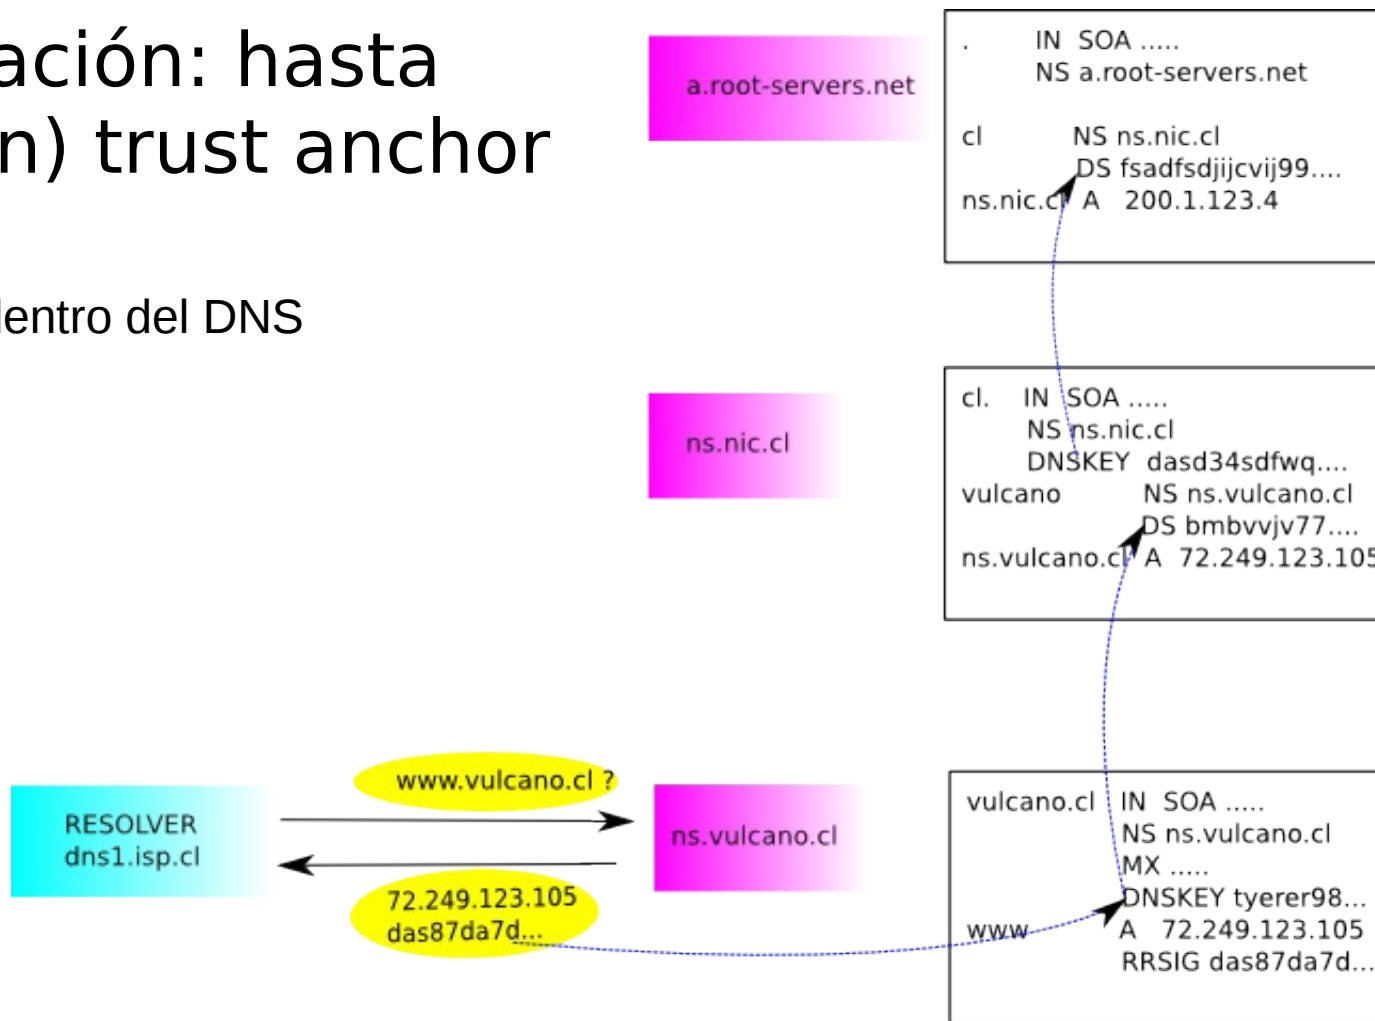 ación: hasta
n) trust anchor
dentro del DNS
a.root-servers.net
. IN SOA .....
NS a.root-servers.net
cl NS ns.nic.cl
DS fsadfsdjijcvij99....
ns.nic.cl A 200.1.123.4
ns.nic.cl
cl. IN SOA .....
NS ns.nic.cl
DNSKEY dasd34sdfwq....
vulcano NS ns.vulcano.cl
DS bmbvvjv77....
ns.vulcano.cl A 72.249.123.105
www.vulcano.cl ?
RESOLVER
dns1.isp.cl
72.249.123.105
das87da7d...
ns.vulcano.cl
vulcano.cl IN SOA .....
NS ns.vulcano.cl
MX .....
DNSKEY tyerer98...
www A 72.249.123.105
RRSIG das87da7d...